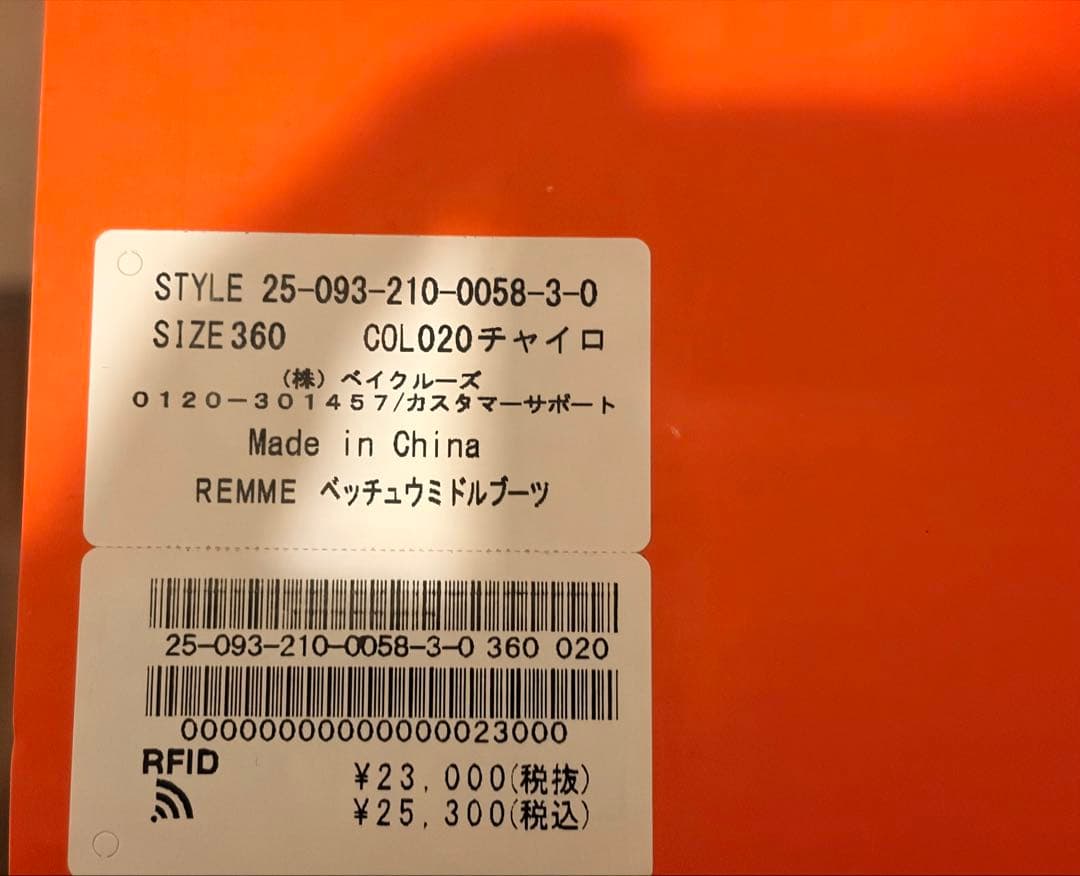 STYLE 25-093-210-0058-3-0
SIZE360 COL020チャイロ
(株)ベイクルーズ
0120-301457/カスタマーサポート
Made in China
REMME ベッチュウミドルブーツ
25-093-210-0058-3-0 360 020
00000000000000023000
RFID
¥23,000(税抜)
¥25,300(税込)